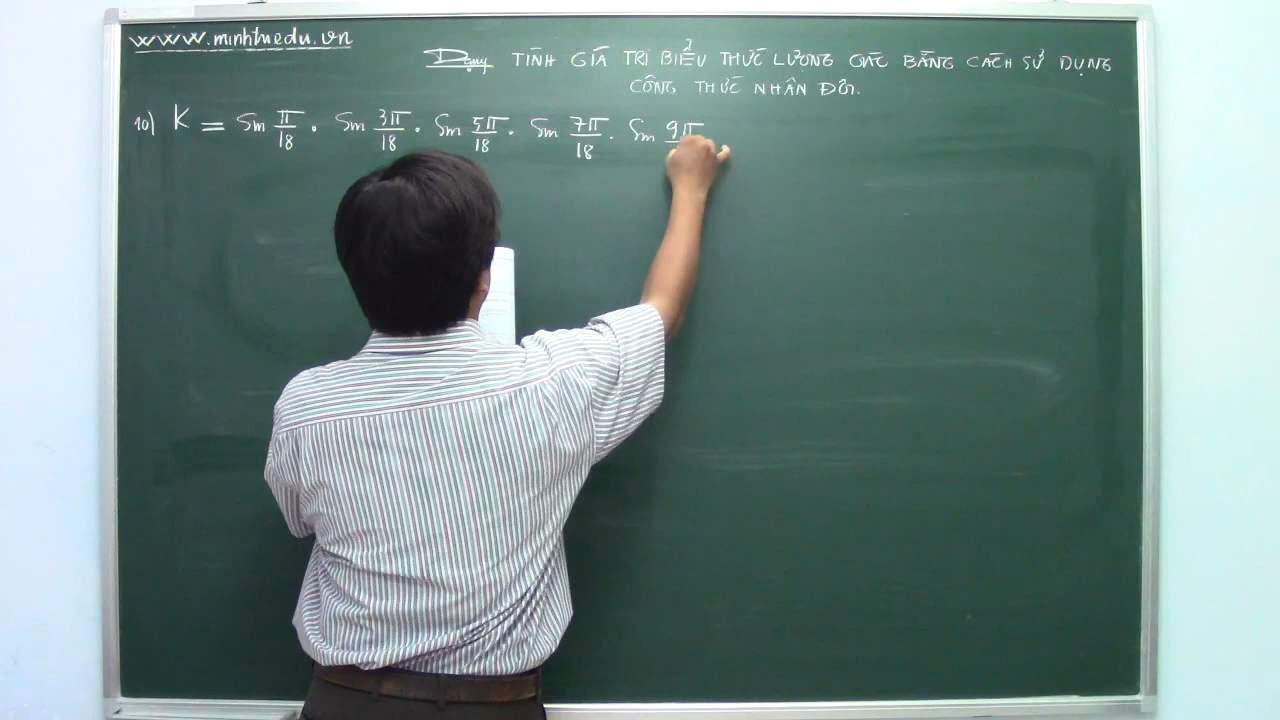 www.minhtuedu.vn
Dạng TÍNH GIÁ TRỊ BIỂU THỨC LƯỢNG GIÁC BẰNG CÁCH SỬ DỤNG
CÔNG THỨC NHÂN ĐÔI.
10) K = Sin π/18 . Sin 3π/18 . Sin 5π/18 . Sin 7π/18 . Sin 9π